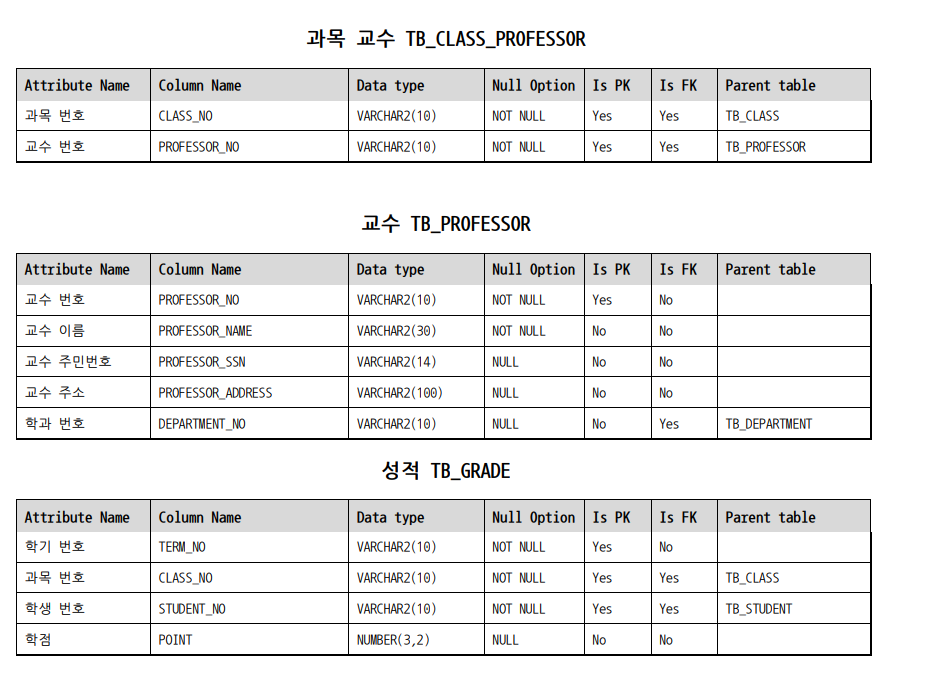 과목 교수 TB_CLASS_PROFESSOR
Attribute Name Column Name Data type Null Option Is PK Is FK Parent table
과목 번호 CLASS_NO VARCHAR2(10) NOT NULL Yes Yes TB_CLASS
교수 번호 PROFESSOR_NO VARCHAR2(10) NOT NULL Yes Yes TB_PROFESSOR
교수 TB_PROFESSOR
Attribute Name Column Name Data type Null Option Is PK Is FK Parent table
교수 번호 PROFESSOR_NO VARCHAR2(10) NOT NULL Yes No
교수 이름 PROFESSOR_NAME VARCHAR2(30) NOT NULL No No
교수 주민번호 PROFESSOR_SSN VARCHAR2(14) NULL No No
교수 주소 PROFESSOR_ADDRESS VARCHAR2(100) NULL No No
학과 번호 DEPARTMENT_NO VARCHAR2(10) NULL No Yes TB_DEPARTMENT
성적 TB_GRADE
Attribute Name Column Name Data type Null Option Is PK Is FK Parent table
학기 번호 TERM_NO VARCHAR2(10) NOT NULL Yes No
과목 번호 CLASS_NO VARCHAR2(10) NOT NULL Yes Yes TB_CLASS
학생 번호 STUDENT_NO VARCHAR2(10) NOT NULL Yes Yes TB_STUDENT
학점 POINT NUMBER(3,2) NULL No No